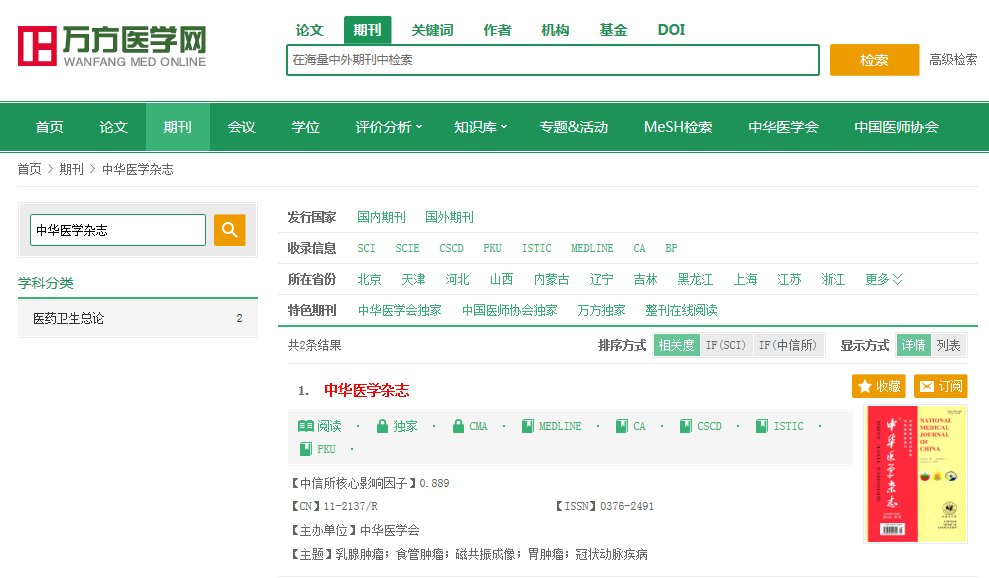 万方医学网
WANFANG MED ONLINE
论文 期刊 关键词 作者 机构 基金 DOI
在海量中外期刊中检索 检索 高级检索
首页 论文 期刊 会议 学位 评价分析 知识库 专题&活动 MeSH检索 中华医学会 中国医师协会
首页 > 期刊 > 中华医学杂志
中华医学杂志
学科分类
医药卫生总论 2
发行国家 国内期刊 国外期刊
收录信息 SCI SCIE CSCD PKU ISTIC MEDLINE CA BP
所在省份 北京 天津 河北 山西 内蒙古 辽宁 吉林 黑龙江 上海 江苏 浙江 更多
特色期刊 中华医学会独家 中国医师协会独家 万方独家 整刊在线阅读
共2条结果 排序方式 相关度 IF(SCI) IF(中信所) 显示方式 详情 列表
1. 中华医学杂志 收藏 订阅
阅读 · 独家 · CMA · MEDLINE · CA · CSCD · ISTIC ·
PKU ·
【中信所核心影响因子】0.889
【CN】11-2137/R 【ISSN】0376-2491
【主办单位】中华医学会
【主题】乳腺肿瘤；食管肿瘤；磁共振成像；胃肿瘤；冠状动脉疾病
中华医学杂志
NATIONAL
MEDICAL
JOURNAL
OF
CHINA